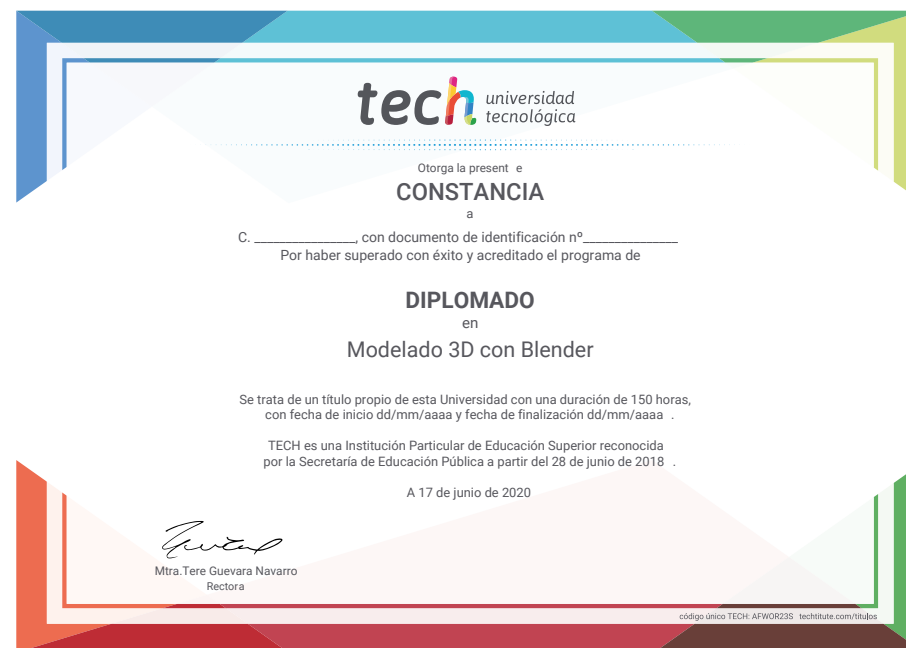 tech universidad
tecnológica
Otorga la present e
CONSTANCIA
a
C. _______________, con documento de identificación nº______________
Por haber superado con éxito y acreditado el programa de
DIPLOMADO
en
Modelado 3D con Blender
Se trata de un título propio de esta Universidad con una duración de 150 horas,
con fecha de inicio dd/mm/aaaa y fecha de finalización dd/mm/aaaa .
TECH es una Institución Particular de Educación Superior reconocida
por la Secretaría de Educación Pública a partir del 28 de junio de 2018 .
A 17 de junio de 2020
Mtra.Tere Guevara Navarro
Rectora
código único TECH: AFWOR23S techtitute.com/titulos